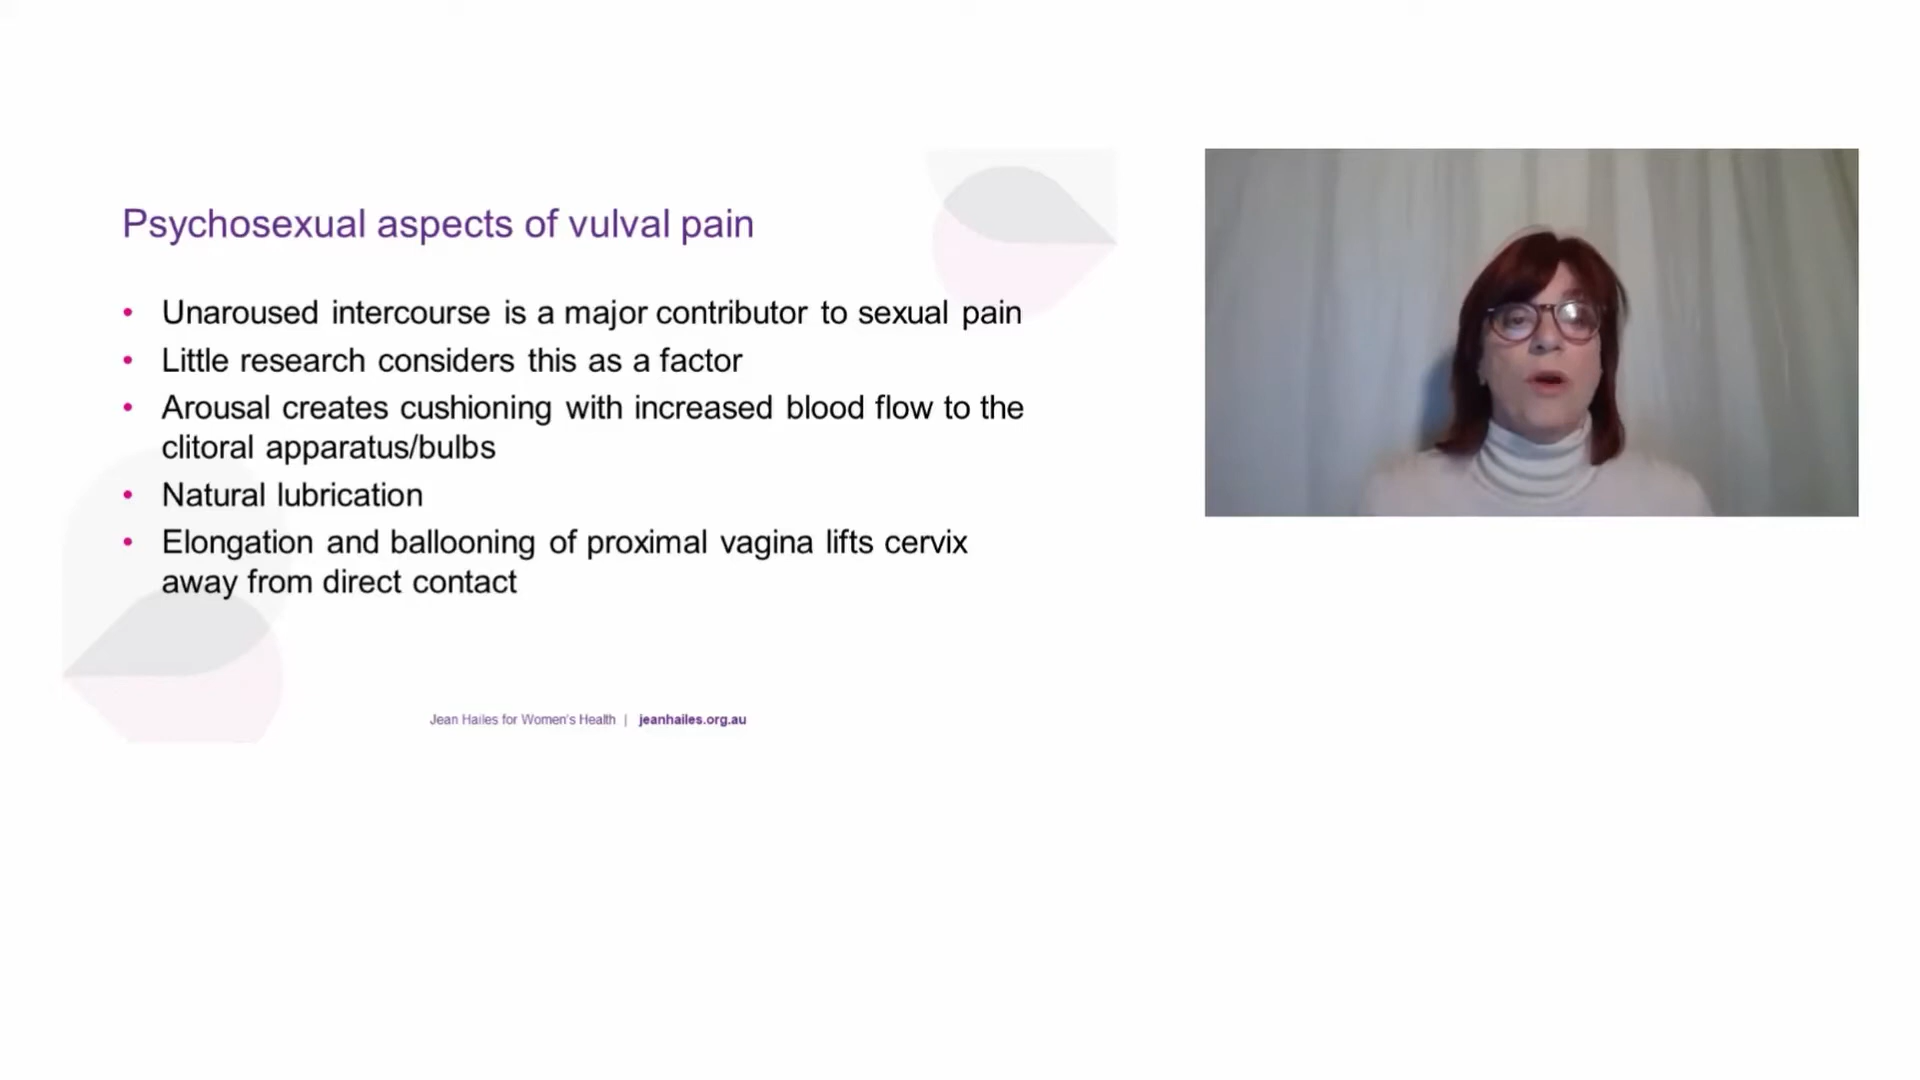 Psychosexual aspects of vulval pain
• Unaroused intercourse is a major contributor to sexual pain
• Little research considers this as a factor
• Arousal creates cushioning with increased blood flow to the
clitoral apparatus/bulbs
• Natural lubrication
• Elongation and ballooning of proximal vagina lifts cervix
away from direct contact
Jean Hailes for Women's Health | jeanhailes.org.au